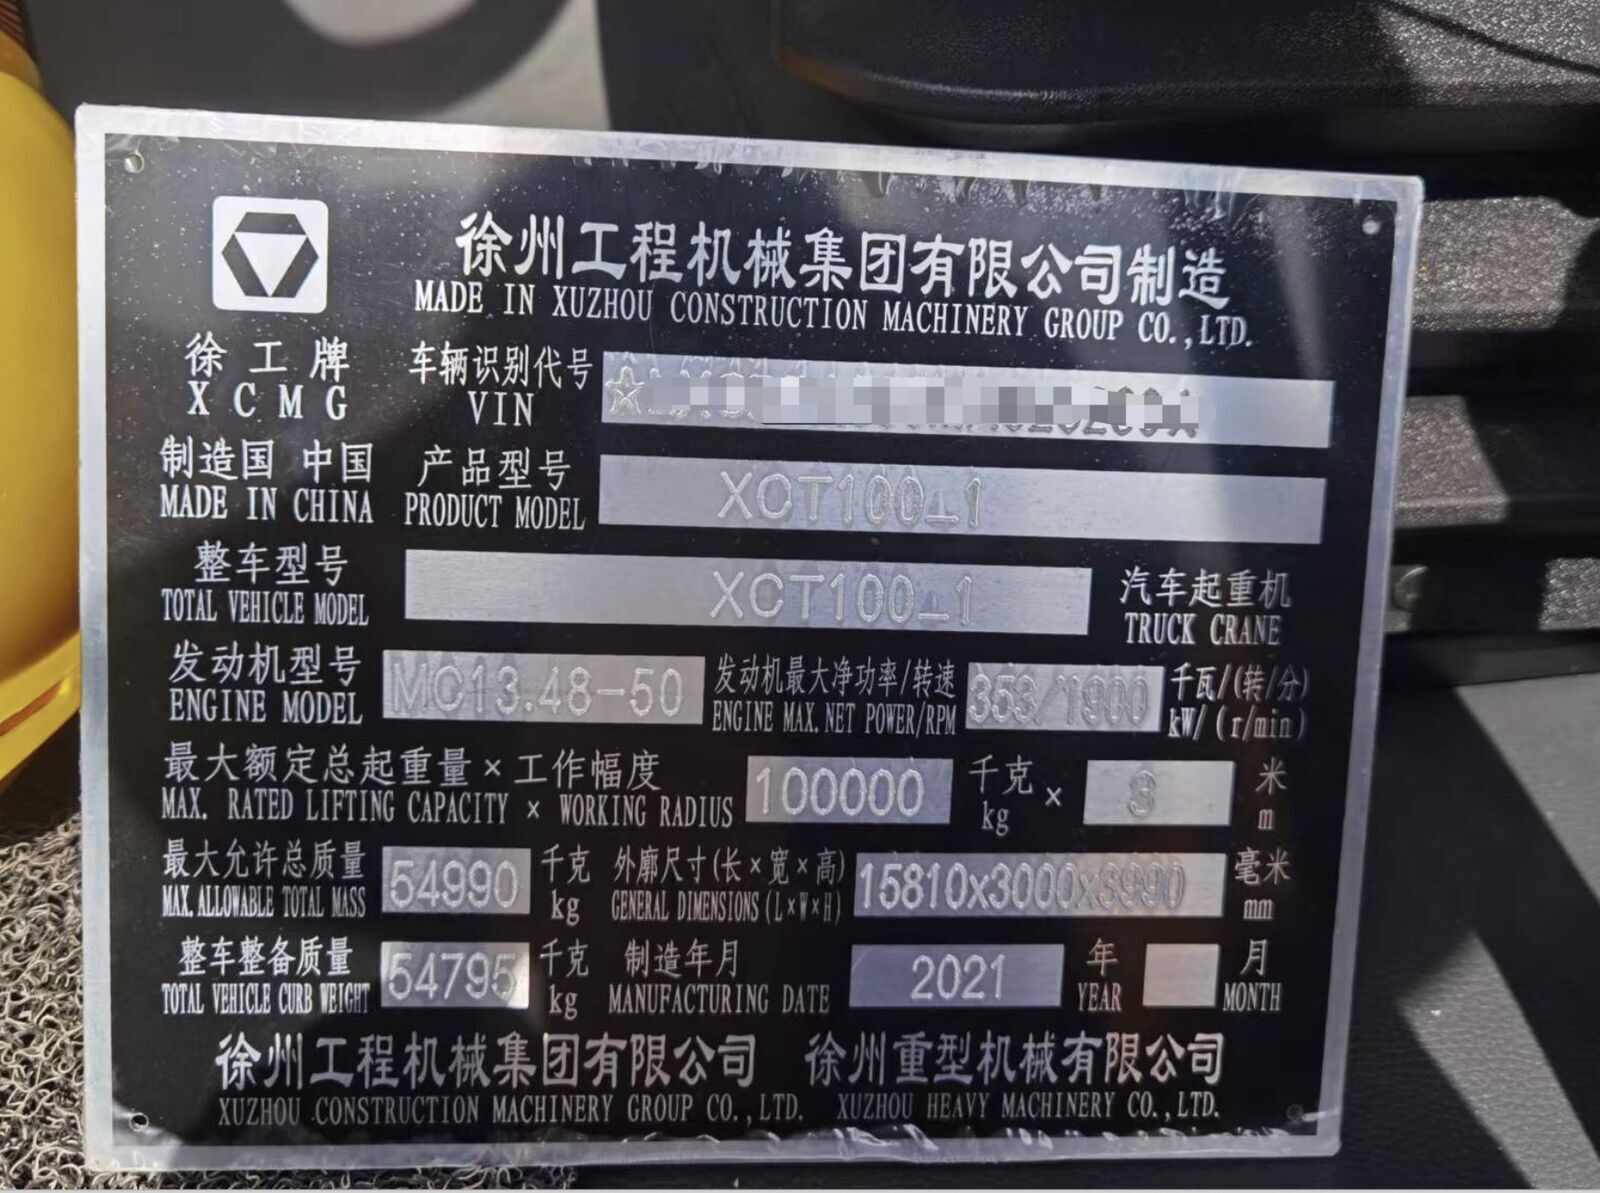 徐州工程机械集团有限公司制造
MADE IN XUZHOU CONSTRUCTION MACHINERY GROUP CO.,LTD.
徐工牌
XCMG
车辆识别代号
VIN
制造国 中国
MADE IN CHINA
产品型号 XCT100_1
PRODUCT MODEL
整车型号 XCT100_1 汽车起重机
TOTAL VEHICLE MODEL TRUCK CRANE
发动机型号 MC13.48-50 发动机最大净功率/转速 353/1900 千瓦/(转/分)
ENGINE MODEL ENGINE MAX.NET POWER/RPM kW/(r/min)
最大额定总起重量×工作幅度 100000 千克 × 3 米
MAX. RATED LIFTING CAPACITY × WORKING RADIUS kg m
最大允许总质量 54990 千克 外廓尺寸(长×宽×高) 15810x3000x3990 毫米
MAX.ALLOWABLE TOTAL MASS kg GENERAL DIMENSIONS(L×W×H) mm
整车整备质量 54795 千克 制造年月 2021 年 月
TOTAL VEHICLE CURB WEIGHT kg MANUFACTURING DATE YEAR MONTH
徐州工程机械集团有限公司 徐州重型机械有限公司
XUZHOU CONSTRUCTION MACHINERY GROUP CO.,LTD. XUZHOU HEAVY MACHINERY CO.,LTD.